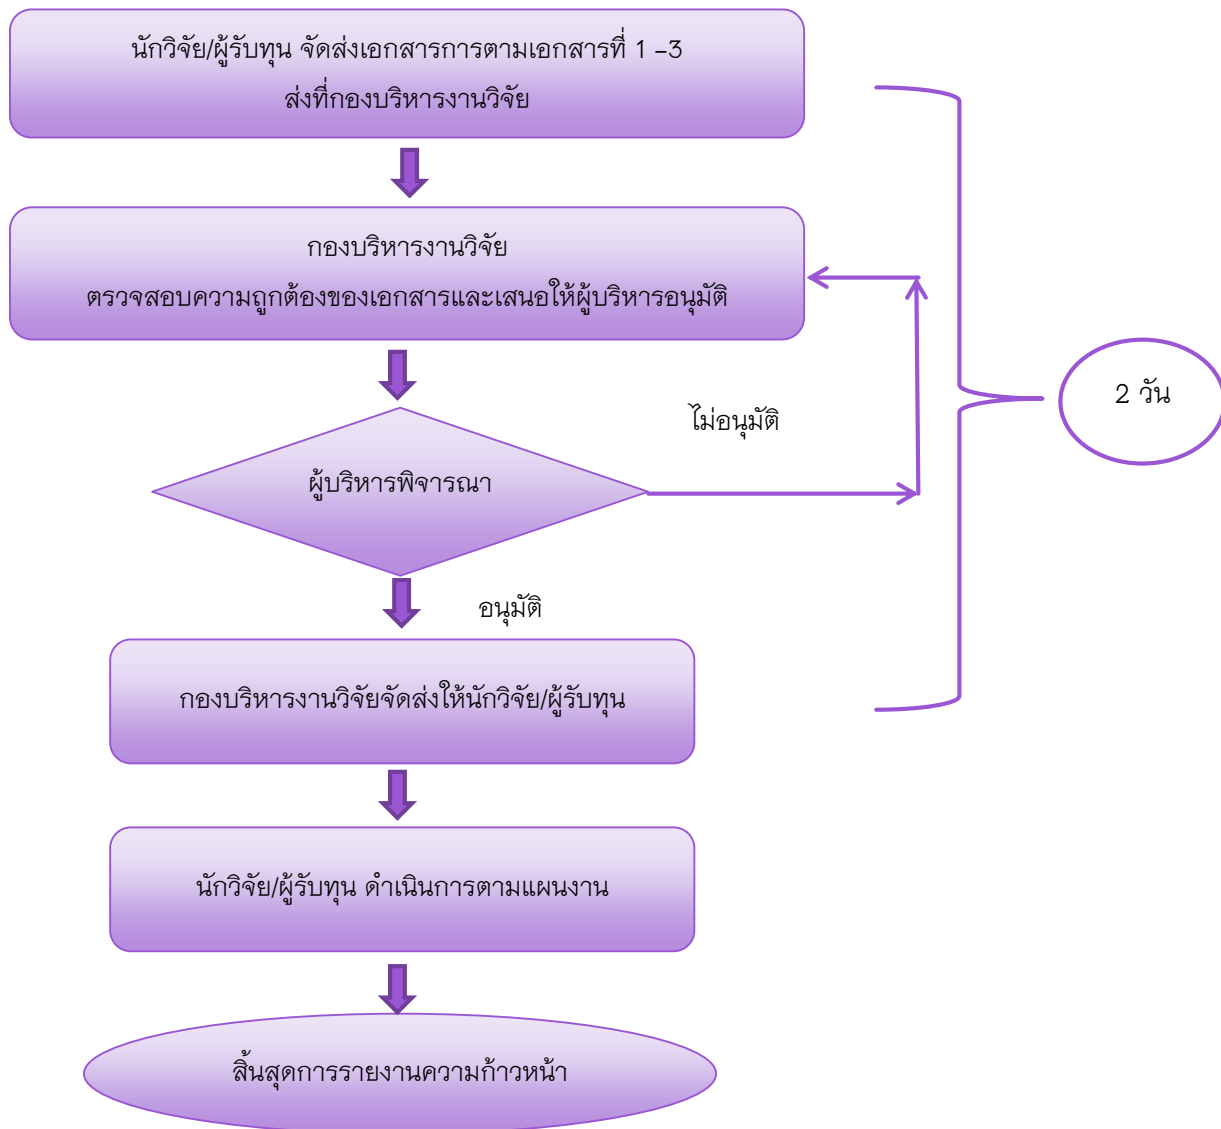 นักวิจัย/ผู้รับทุน จัดส่งเอกสารการตามเอกสารที่ 1 –3
ส่งที่กองบริหารงานวิจัย
กองบริหารงานวิจัย
ตรวจสอบความถูกต้องของเอกสารและเสนอให้ผู้บริหารอนุมัติ
2 วัน
ไม่อนุมัติ
ผู้บริหารพิจารณา
อนุมัติ
กองบริหารงานวิจัยจัดส่งให้นักวิจัย/ผู้รับทุน
นักวิจัย/ผู้รับทุน ดำเนินการตามแผนงาน
สิ้นสุดการรายงานความก้าวหน้า